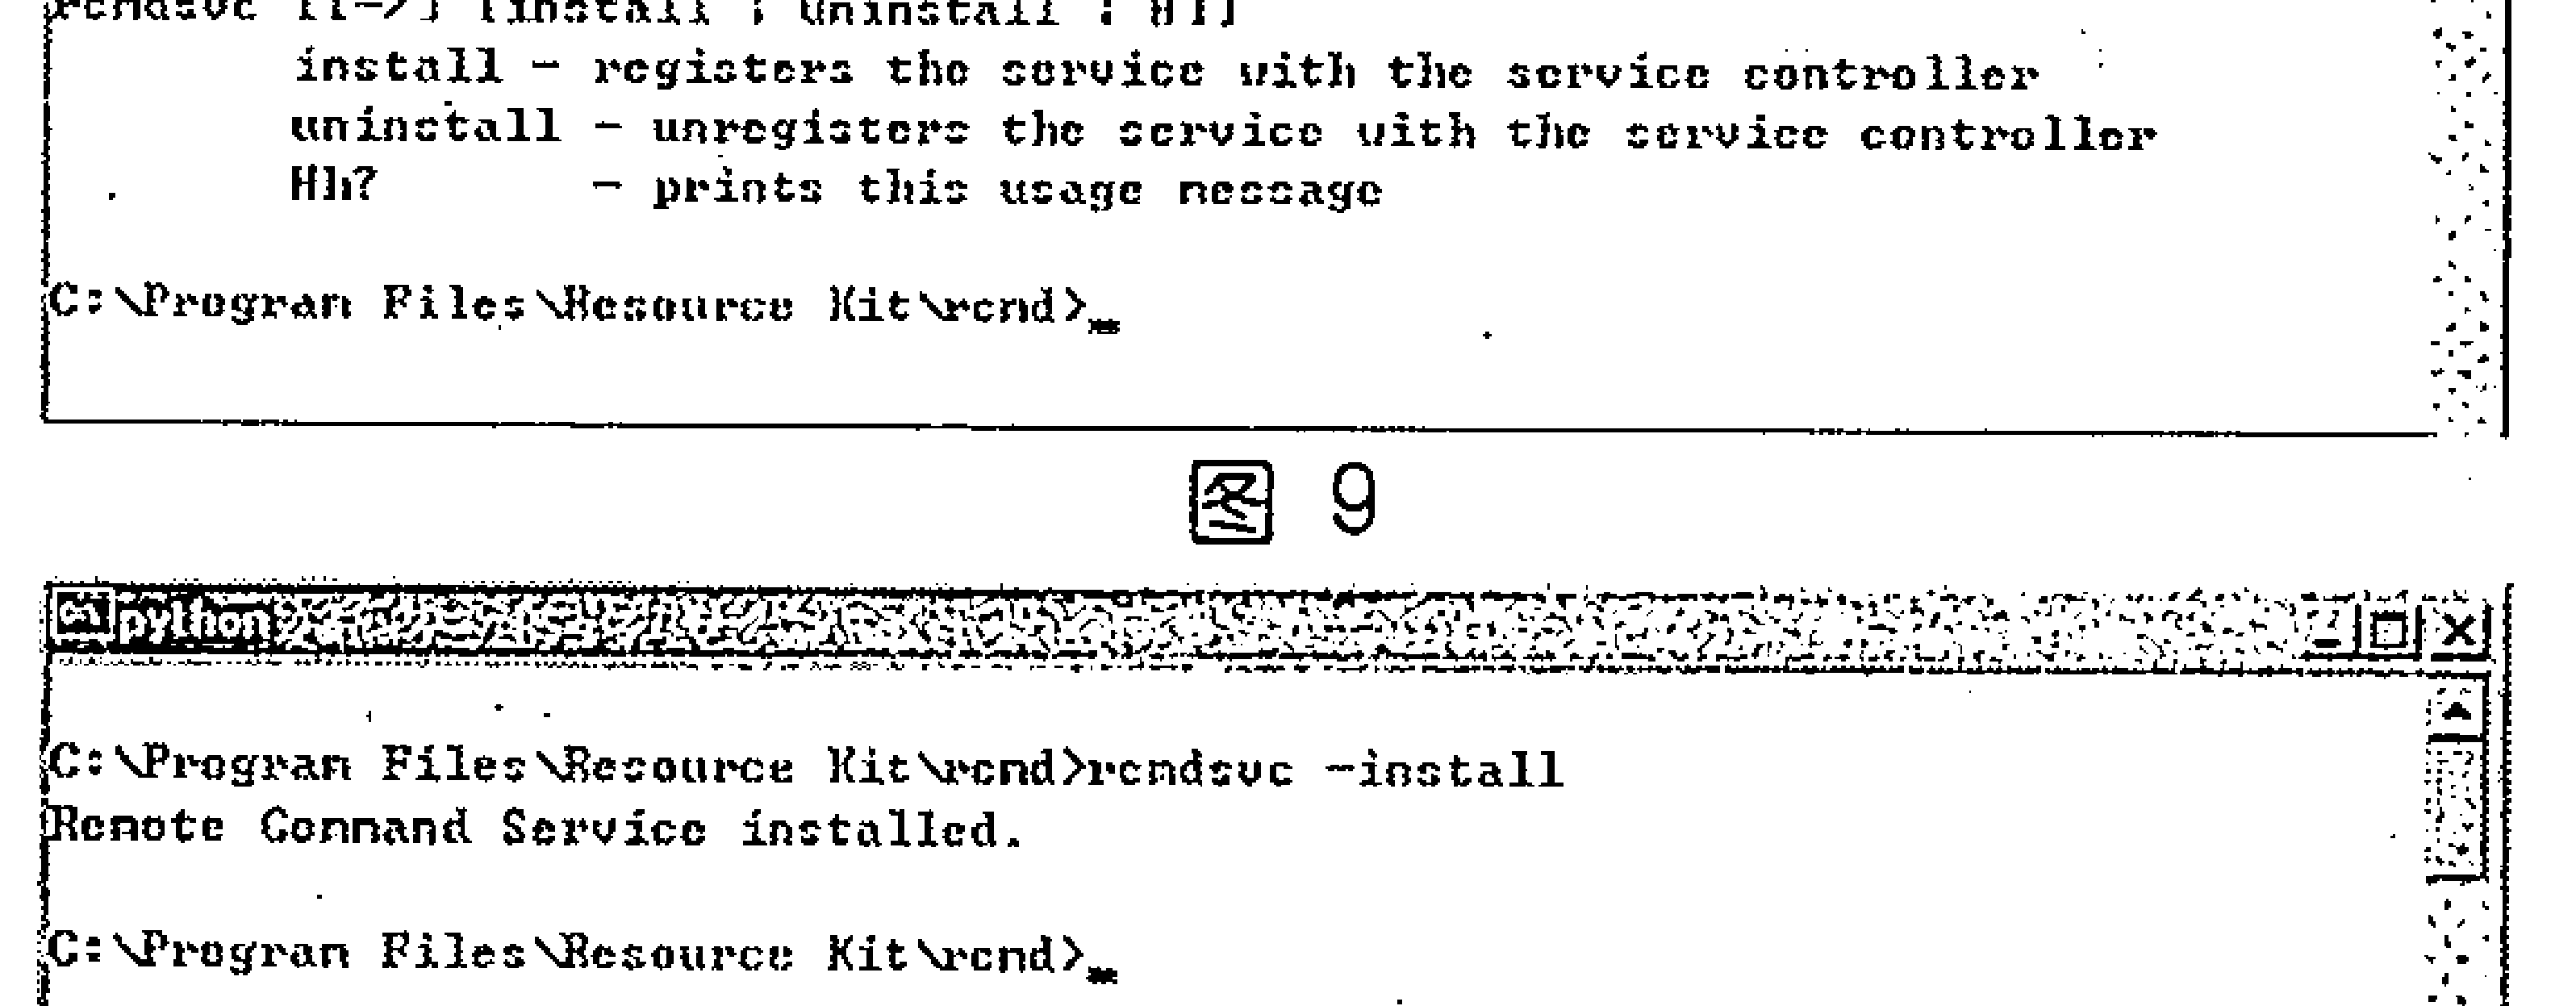 install - registers the service with the service controller
uninstall - unregisters the service with the service controller
Hh? - prints this usage message
C:\Program Files\Resource Kit\rcmd>_
图 9
python
C:\Program Files\Resource Kit\rcmd>rcmdsvc -install
Remote Command Service installed.
C:\Program Files\Resource Kit\rcmd>_